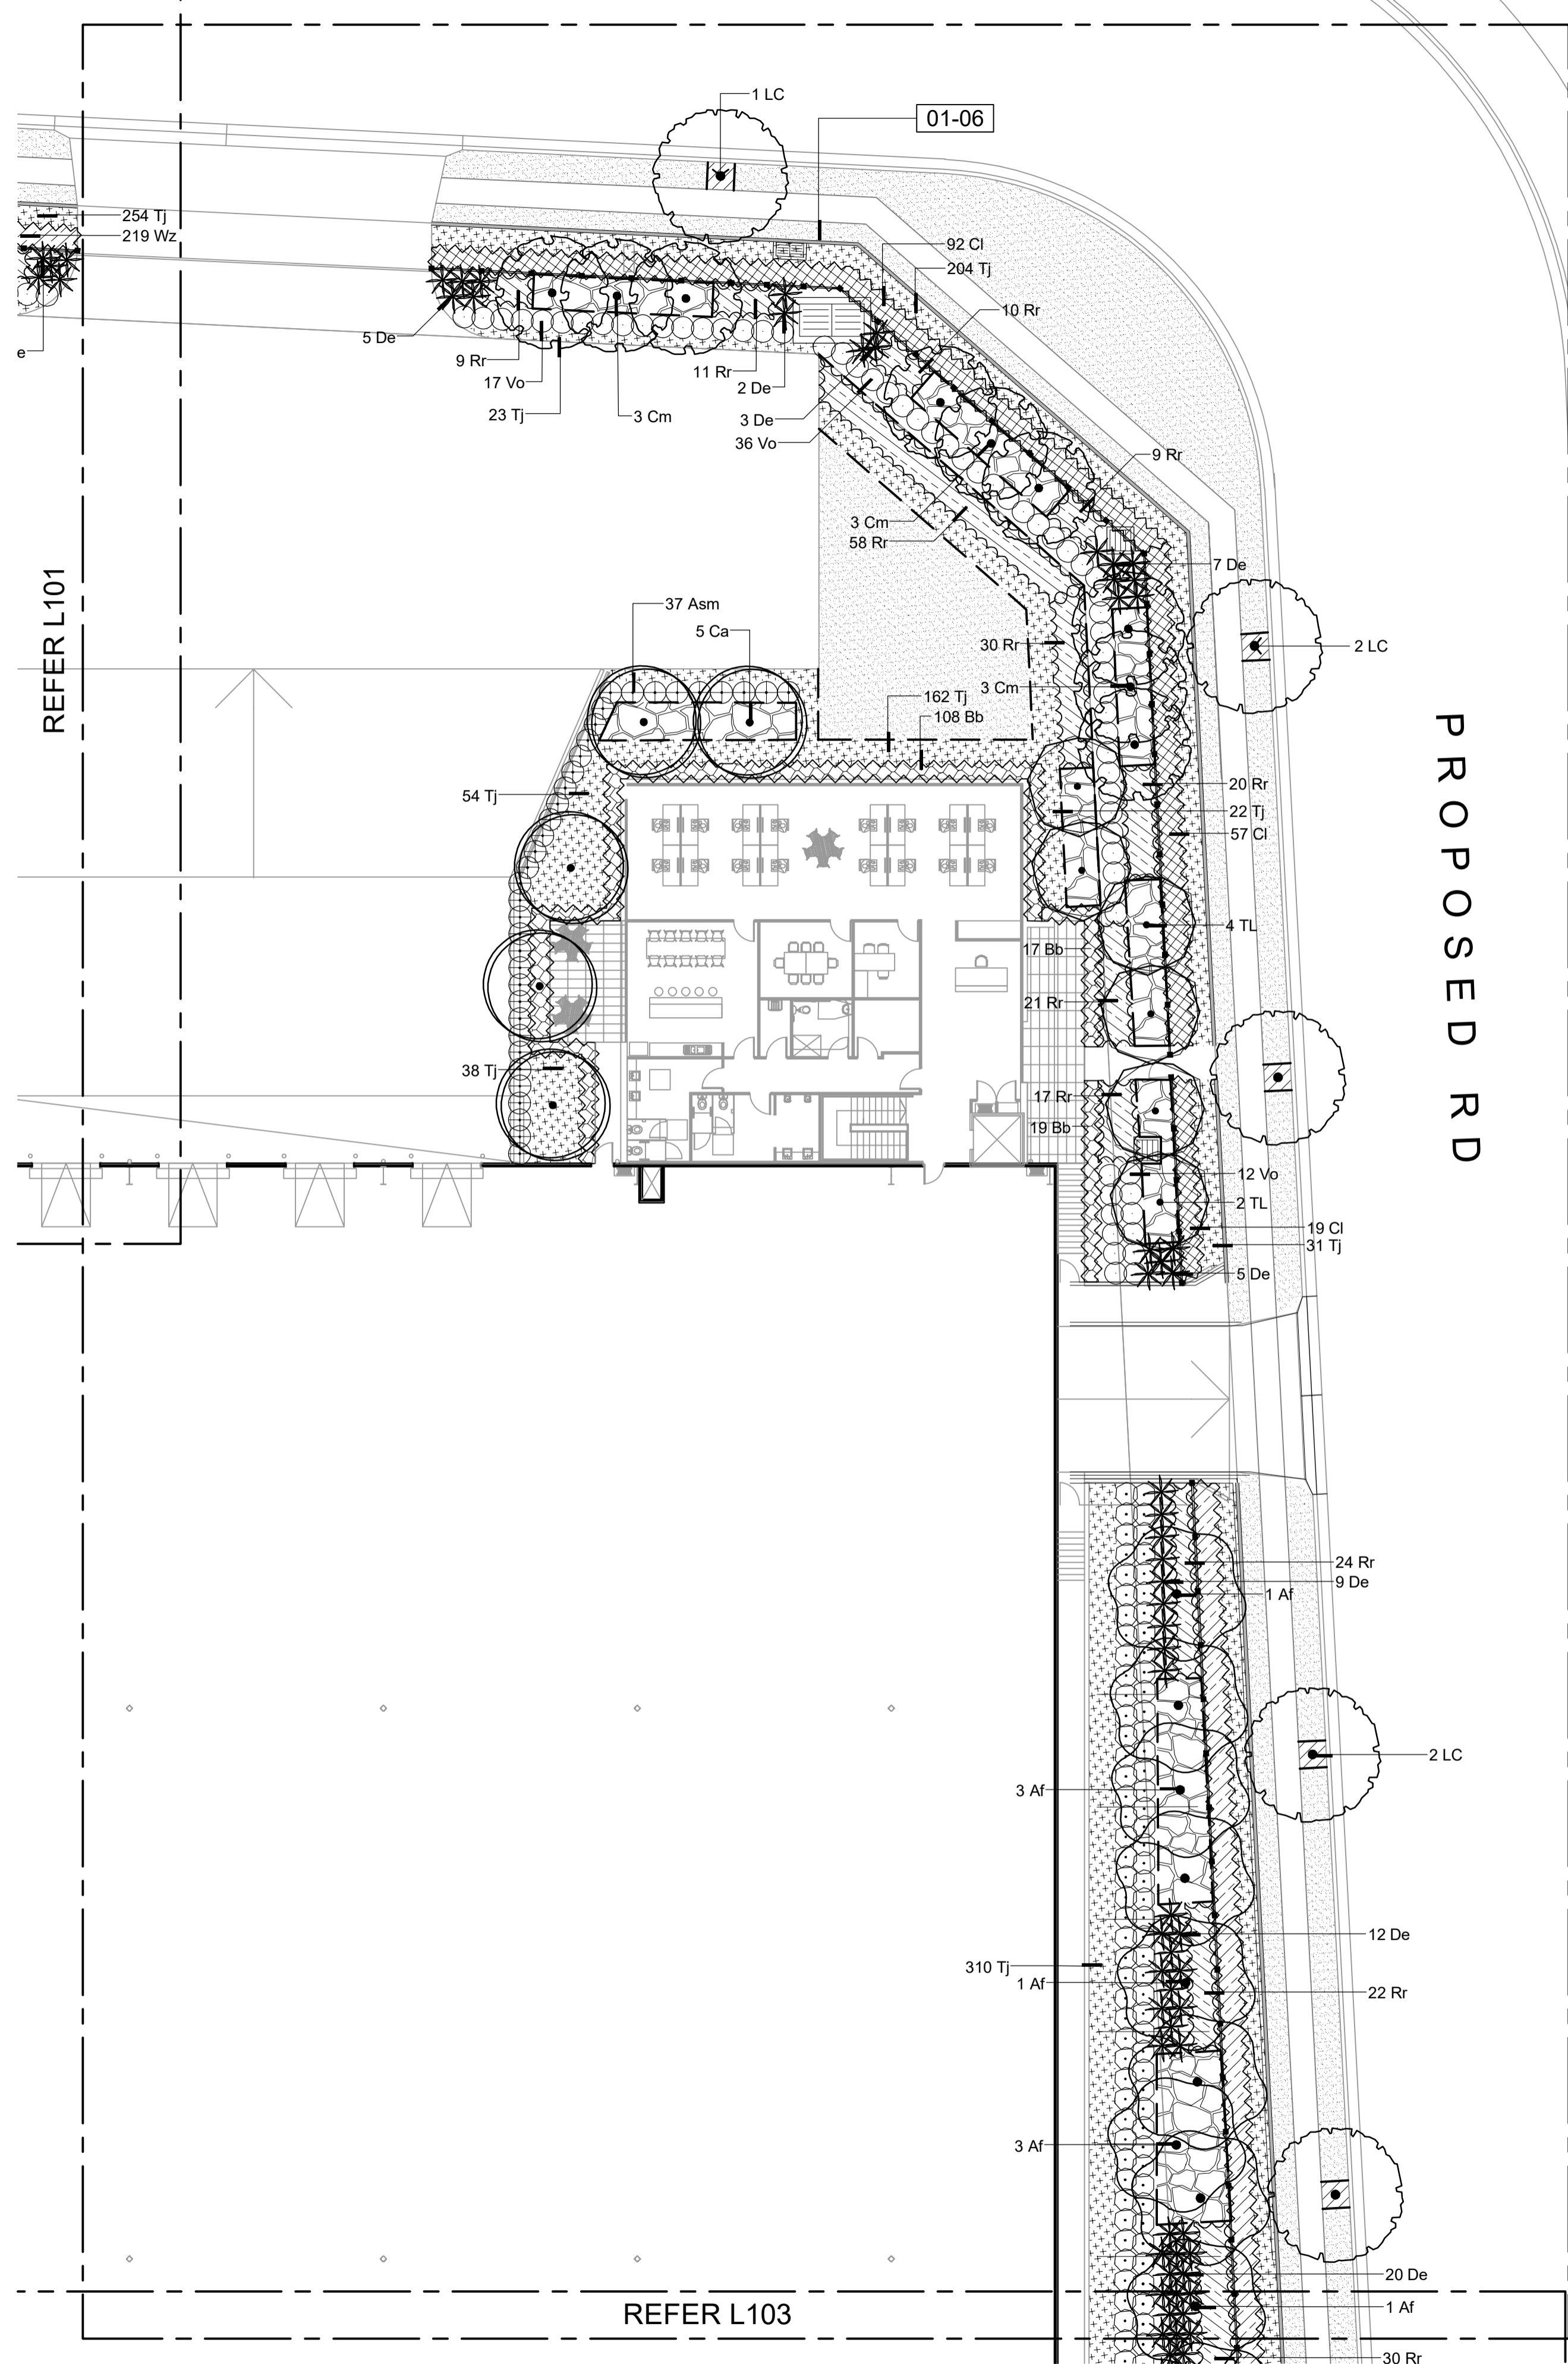 1 LC
01-06
254 Tj
219 Wz
92 Cl
204 Tj
10 Rr
5 De
e
9 Rr
11 Rr
17 Vo
2 De
23 Tj
3 Cm
3 De
36 Vo
9 Rr
3 Cm
58 Rr
7 De
REFER L101
37 Asm
5 Ca
30 Rr
2 LC
3 Cm
162 Tj
108 Bb
PROPOSED RD
54 Tj
20 Rr
22 Tj
57 Cl
4 TL
17 Bb
21 Rr
38 Tj
17 Rr
19 Bb
12 Vo
2 TL
19 Cl
31 Tj
5 De
24 Rr
9 De
1 Af
2 LC
3 Af
12 De
310 Tj
1 Af
22 Rr
3 Af
20 De
1 Af
REFER L103
30 Rr